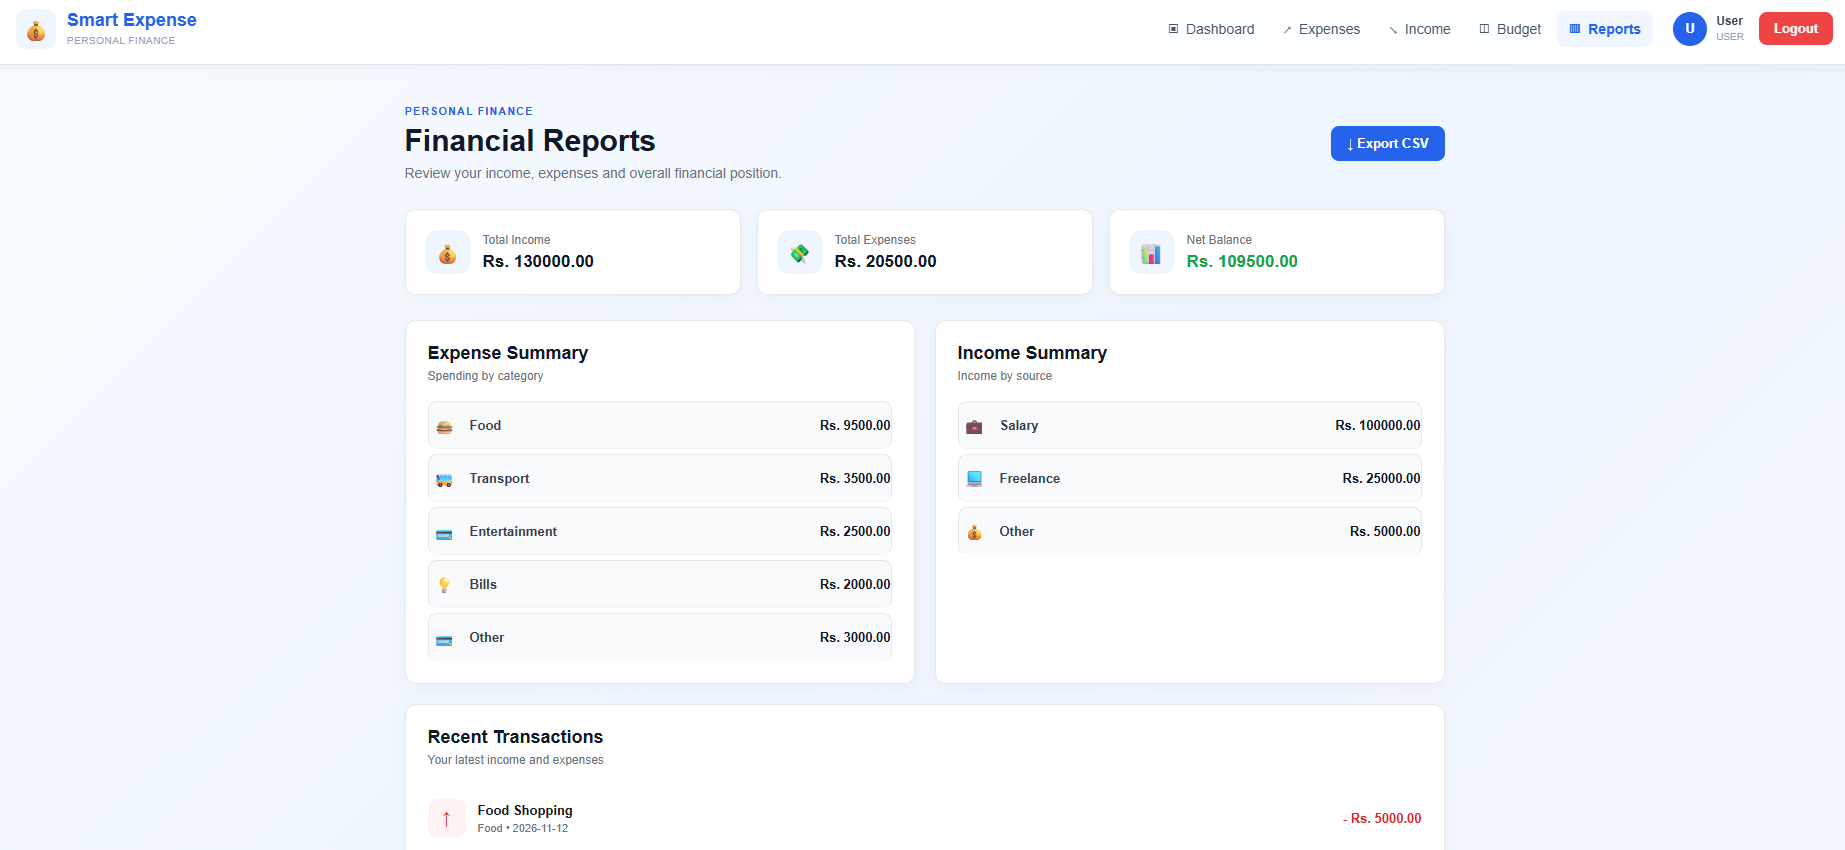 Smart Expense
PERSONAL FINANCE
Dashboard
Expenses
Income
Budget
Reports
U
User
USER
Logout
PERSONAL FINANCE
Financial Reports
Review your income, expenses and overall financial position.
↓ Export CSV
Total Income
Rs. 130000.00
Total Expenses
Rs. 20500.00
Net Balance
Rs. 109500.00
Expense Summary
Spending by category
Food Rs. 9500.00
Transport Rs. 3500.00
Entertainment Rs. 2500.00
Bills Rs. 2000.00
Other Rs. 3000.00
Income Summary
Income by source
Salary Rs. 100000.00
Freelance Rs. 25000.00
Other Rs. 5000.00
Recent Transactions
Your latest income and expenses
↑ Food Shopping
Food • 2026-11-12
- Rs. 5000.00